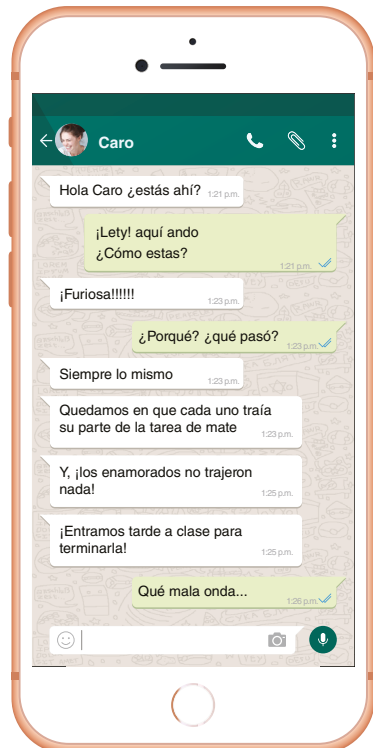 Caro
Hola Caro ¿estás ahí? 1:21 p.m.
¡Lety! aquí ando
¿Cómo estas?
1:21 p.m.
¡Furiosa!!!!!!
1:23 p.m.
¿Porqué? ¿qué pasó? 1:23 p.m.
Siempre lo mismo
1:23 p.m.
Quedamos en que cada uno traía
su parte de la tarea de mate
1:23 p.m.
Y, ¡los enamorados no trajeron
nada!
1:25 p.m.
¡Entramos tarde a clase para
terminarla!
1:25 p.m.
Qué mala onda...
1:26 p.m.